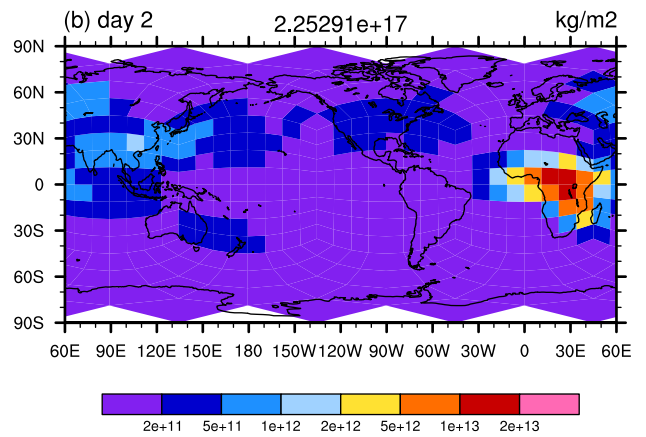 (b) day 2 2.25291e+17 kg/m2
90N
60N
30N
0
30S
60S
90S
60E 90E 120E 150E 180 150W 120W 90W 60W 30W 0 30E 60E
2e+11 5e+11 1e+12 2e+12 5e+12 1e+13 2e+13